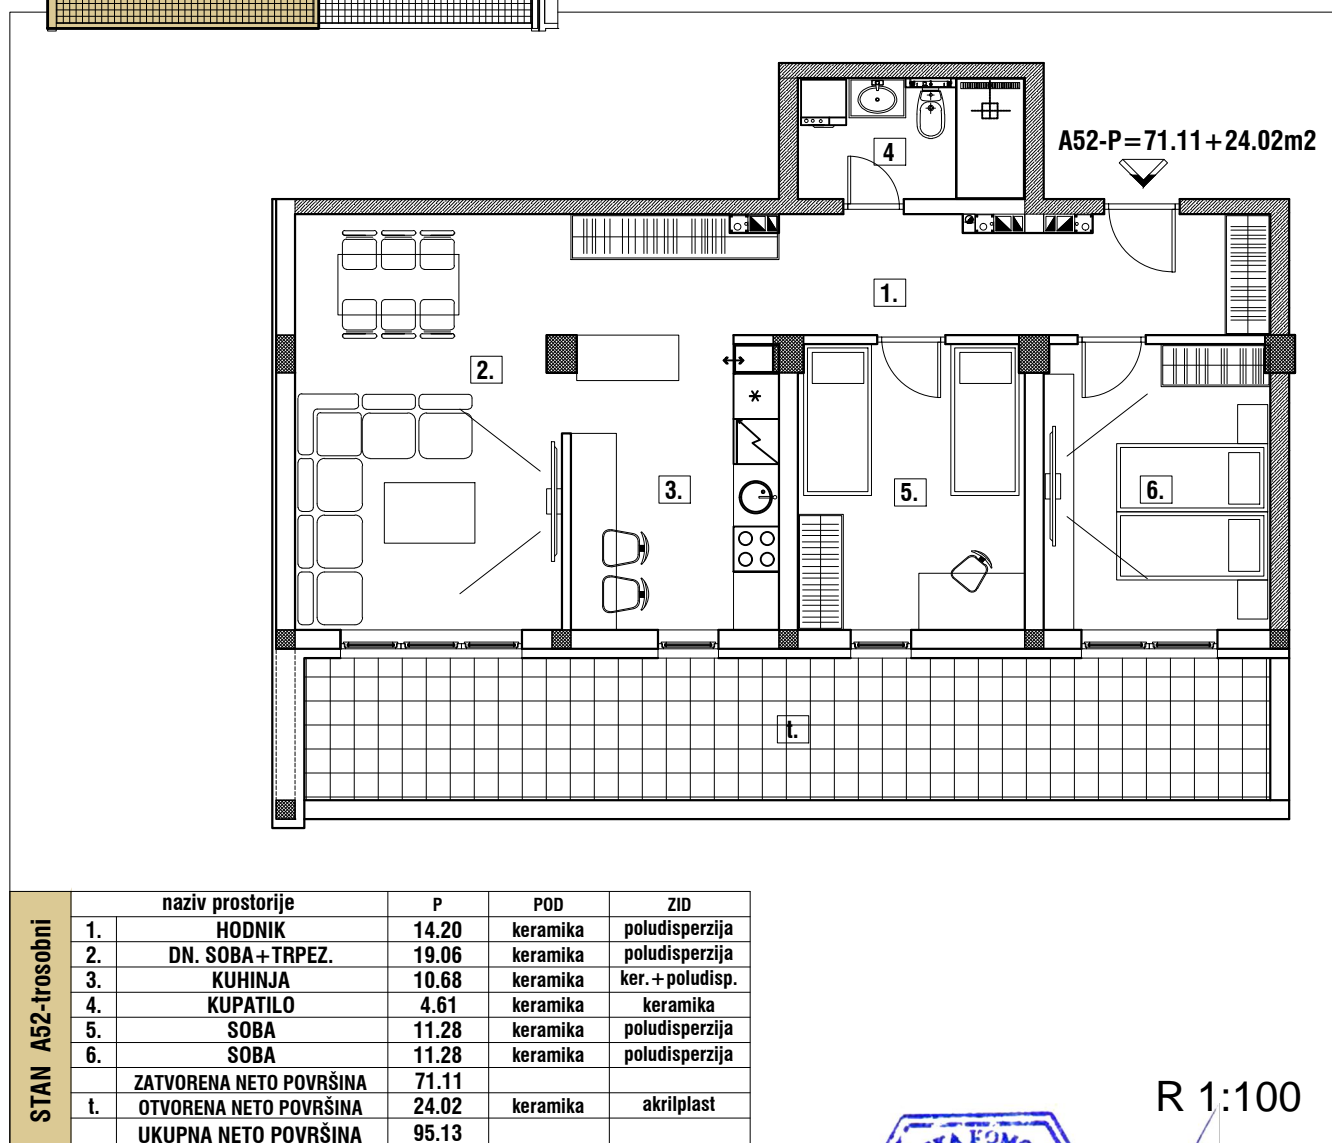 A52-P=71.11+24.02m2
4
1.
2.
3.
5.
6.
t.
STAN A52-trosobni
naziv prostorije P POD ZID
1. HODNIK 14.20 keramika poludisperzija
2. DN. SOBA+TRPEZ. 19.06 keramika poludisperzija
3. KUHINJA 10.68 keramika ker.+poludisp.
4. KUPATILO 4.61 keramika keramika
5. SOBA 11.28 keramika poludisperzija
6. SOBA 11.28 keramika poludisperzija
ZATVORENA NETO POVRŠINA 71.11
t. OTVORENA NETO POVRŠINA 24.02 keramika akrilplast
UKUPNA NETO POVRŠINA 95.13
R 1:100